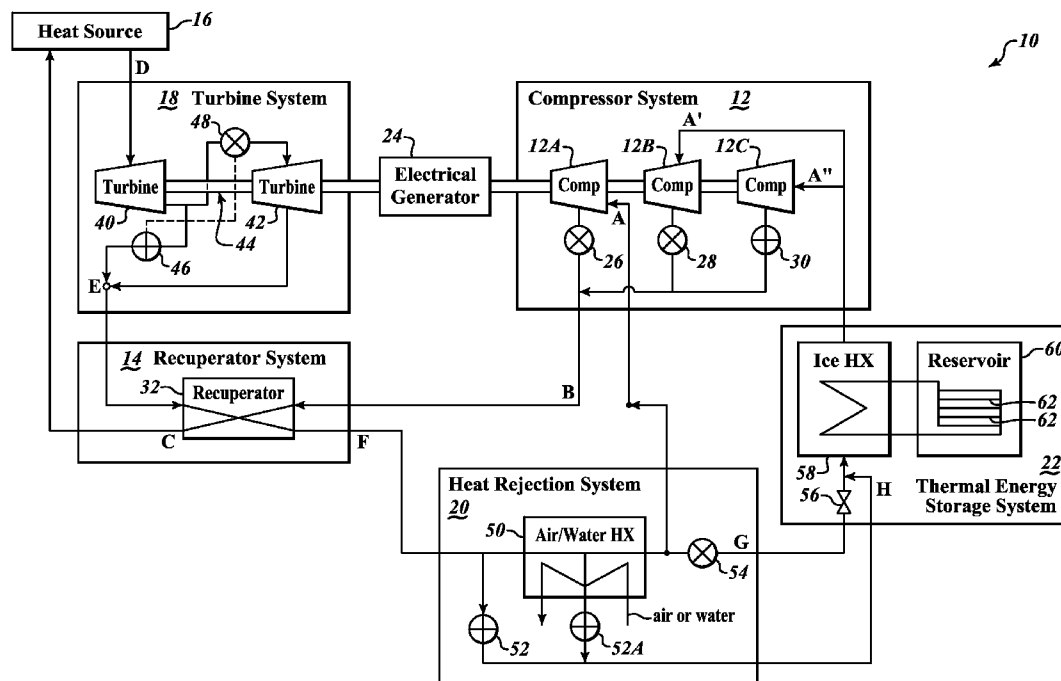 Heat Source
16
10
D
18 Turbine System
48
Turbine
Turbine
40
42
44
46
E
24
Electrical
Generator
Compressor System 12
A'
12A
12B
12C
Comp
Comp
Comp
A"
A
26
28
30
14 Recuperator System
32
Recuperator
B
C
F
Ice HX
Reservoir
60
62
62
58
22
56
H
Thermal Energy
Storage System
Heat Rejection System
20
50
Air/Water HX
G
54
air or water
52
52A